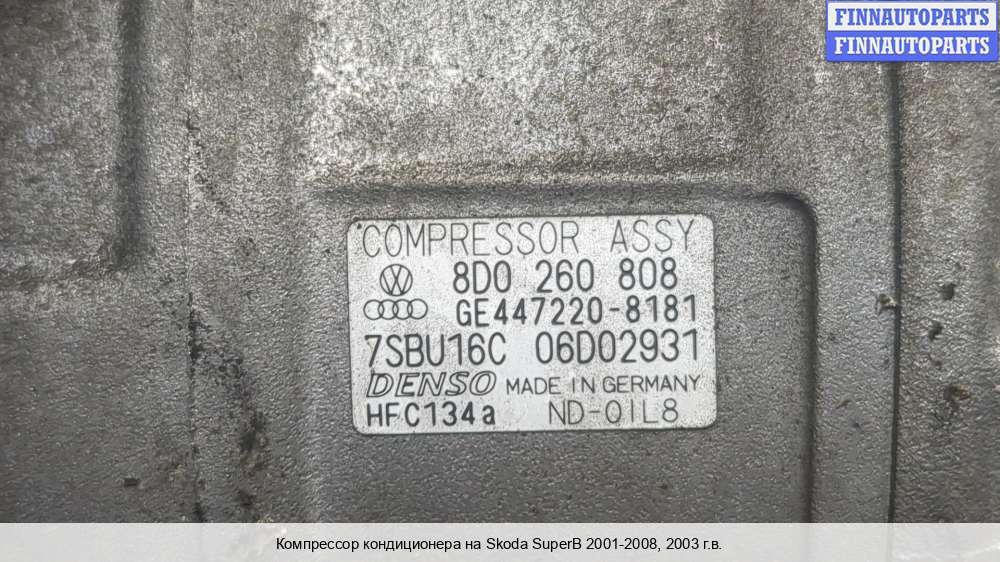 FINNAUTOPARTS
FINNAUTOPARTS
COMPRESSOR ASSY
8D0 260 808
GE447220-8181
7SBU16C 06D02931
DENSO MADE IN GERMANY
HFC134a ND-OIL8
Компрессор кондиционера на Skoda SuperB 2001-2008, 2003 г.в.